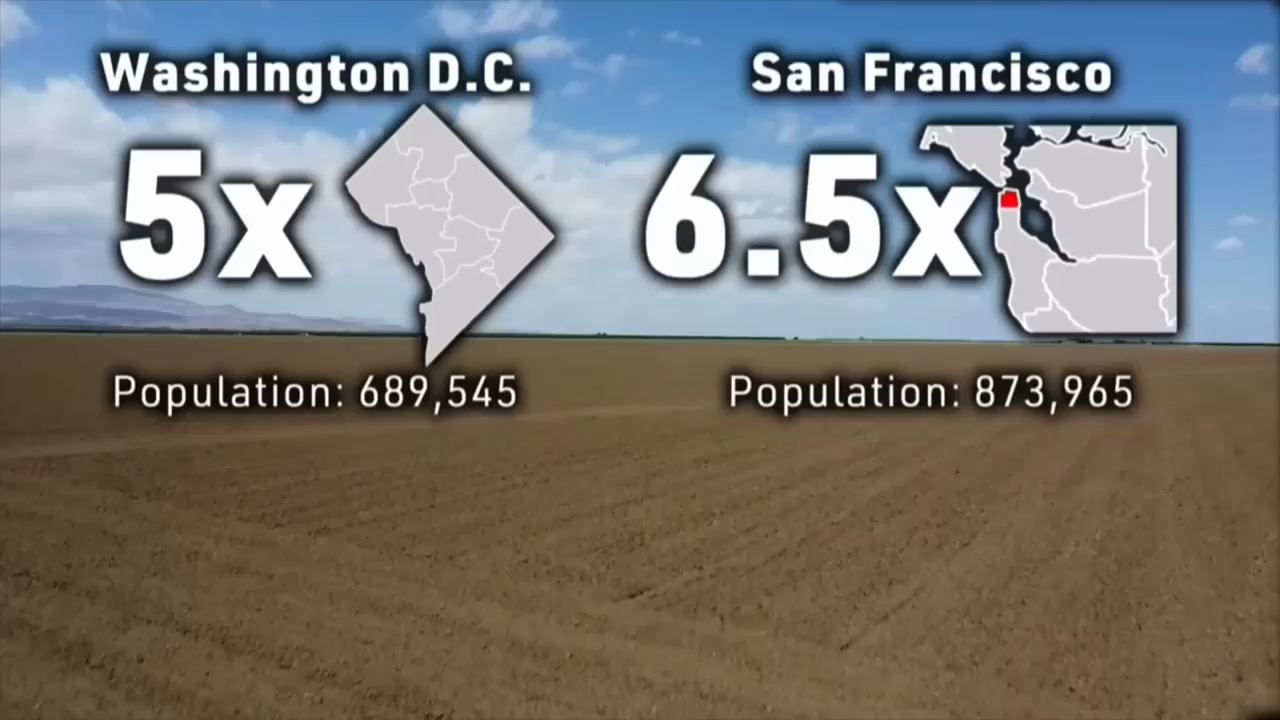 Washington D.C.
5x
Population: 689,545
San Francisco
6.5x
Population: 873,965